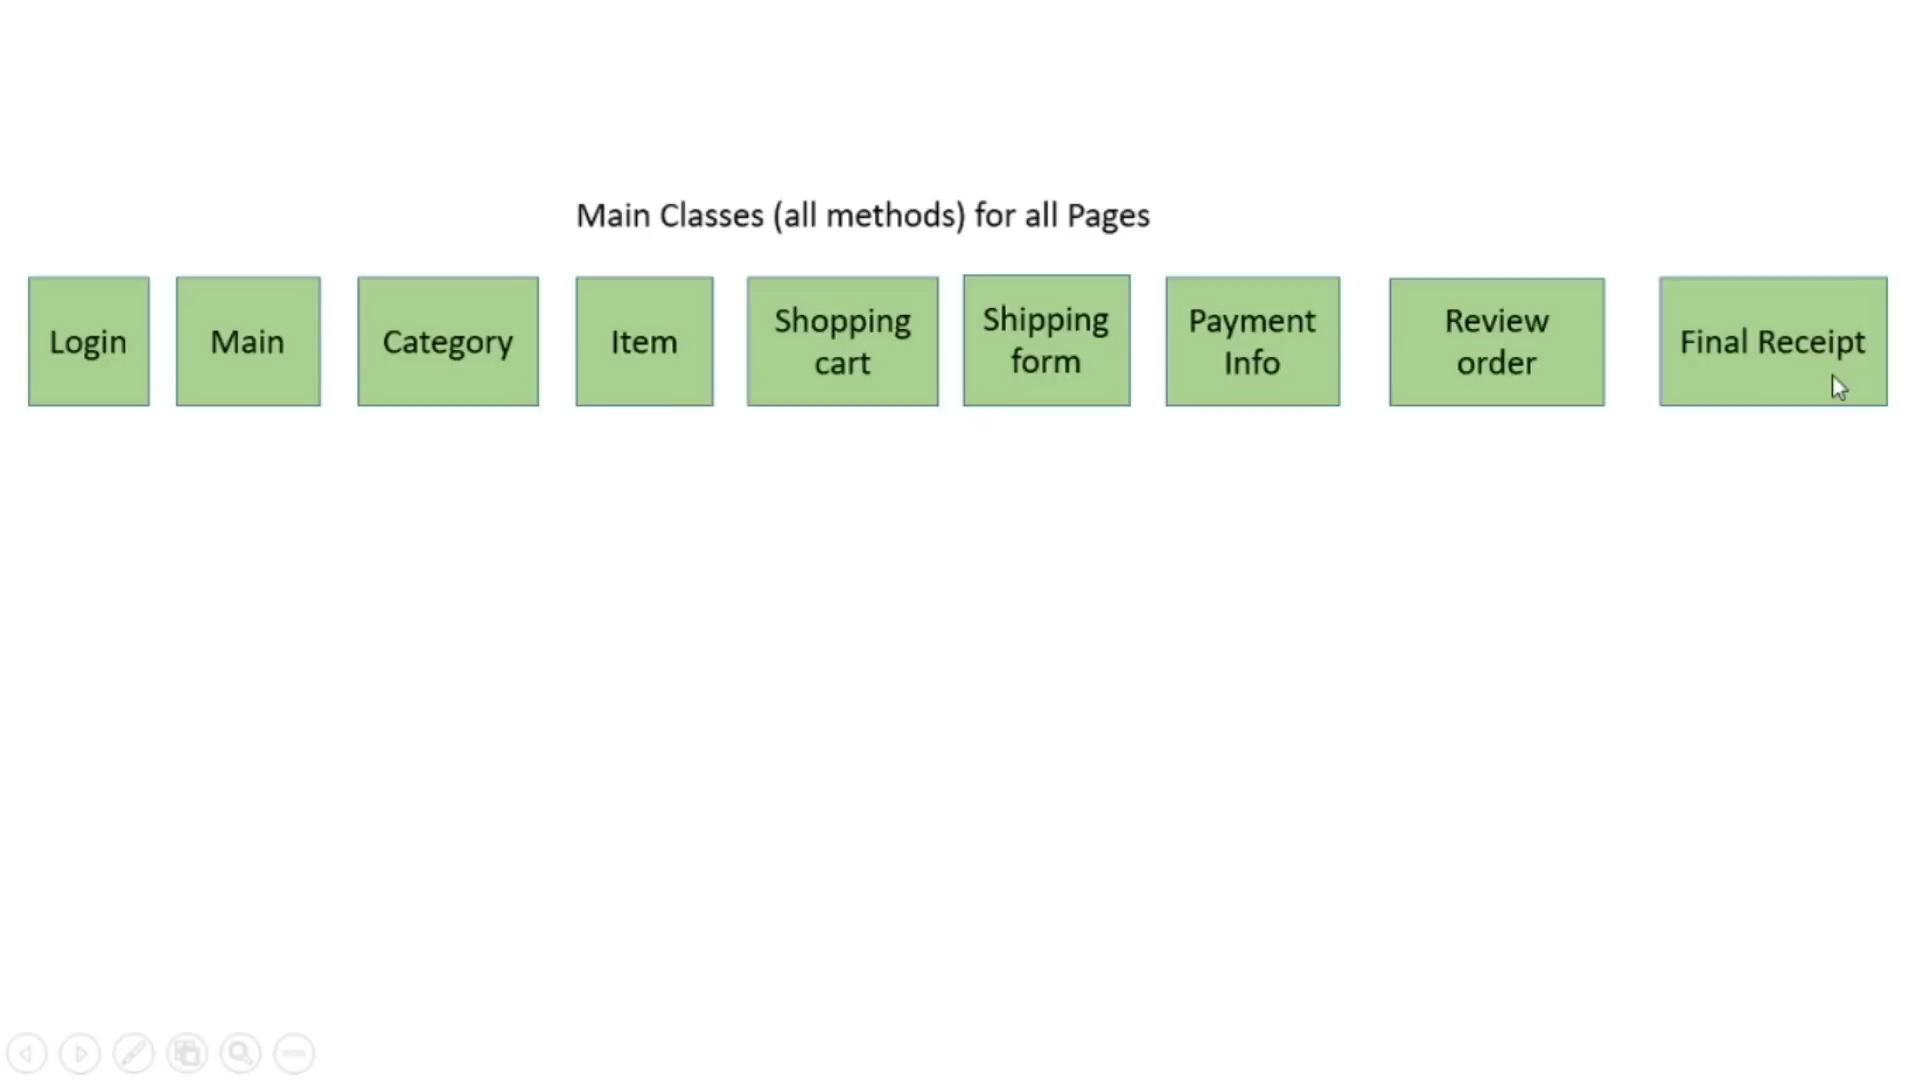 Main Classes (all methods) for all Pages
Login
Main
Category
Item
Shopping
cart
Shipping
form
Payment
Info
Review
order
Final Receipt